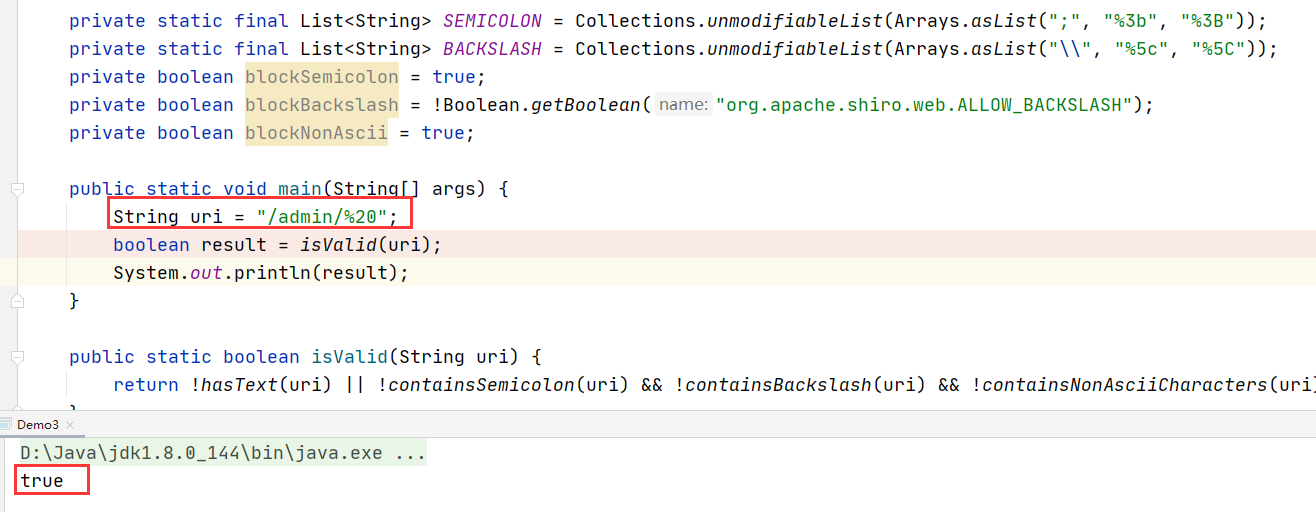 private static final List<String> SEMICOLON = Collections.unmodifiableList(Arrays.asList(";", "%3b", "%3B"));
private static final List<String> BACKSLASH = Collections.unmodifiableList(Arrays.asList("\\", "%5c", "%5C"));
private boolean blockSemicolon = true;
private boolean blockBackslash = !Boolean.getBoolean( name: "org.apache.shiro.web.ALLOW_BACKSLASH");
private boolean blockNonAscii = true;
public static void main(String[] args) {
String uri = "/admin/%20";
boolean result = isValid(uri);
System.out.println(result);
}
public static boolean isValid(String uri) {
return !hasText(uri) || !containsSemicolon(uri) && !containsBackslash(uri) && !containsNonAsciiCharacters(uri)
}
Demo3
D:\Java\jdk1.8.0_144\bin\java.exe ...
true